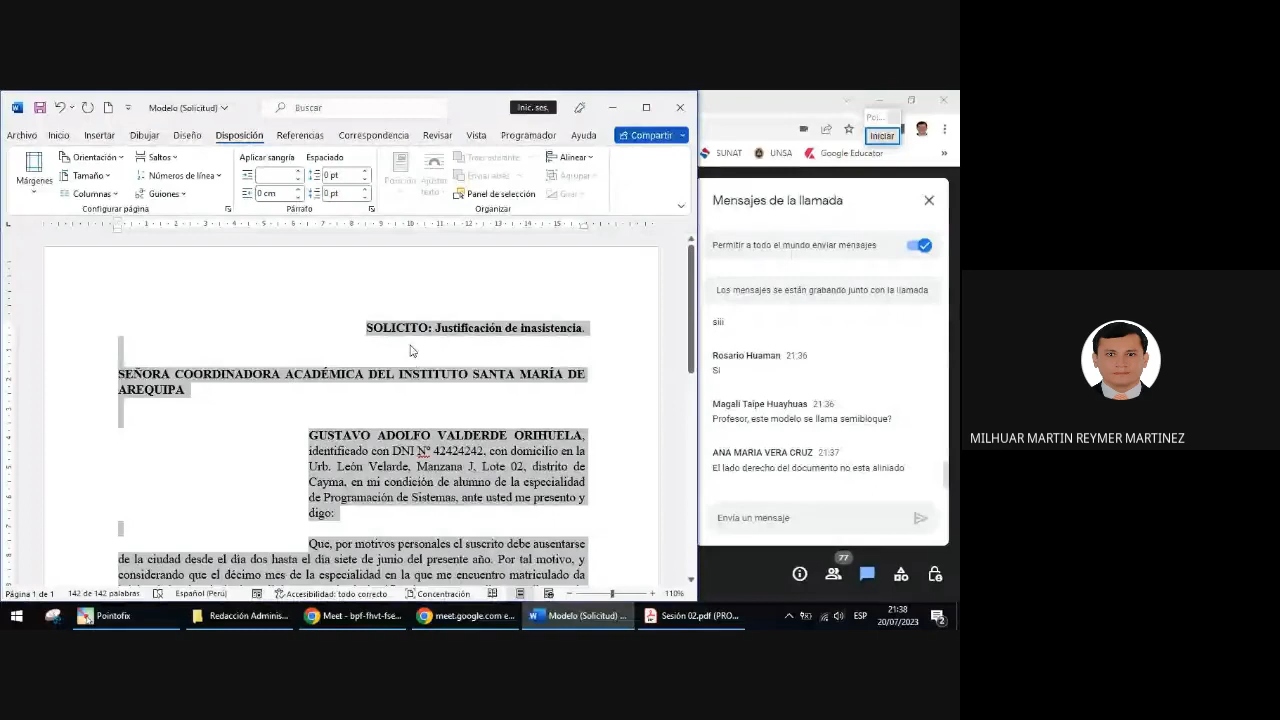 Modelo (Solicitud)
Buscar
Inic. ses.
Archivo Inicio Insertar Dibujar Diseño Disposición Referencias Correspondencia Revisar Vista Programador Ayuda Compartir
Márgenes
Orientación
Tamaño
Columnas
Saltos
Números de línea
Guiones
Configurar página
Aplicar sangría Espaciado
0 cm
0 pt
0 pt
Párrafo
Posición
Ajustar texto
Traer adelante
Enviar atrás
Panel de selección
Alinear
Agrupar
Girar
Organizar
SOLICITO: Justificación de inasistencia.
SEÑORA COORDINADORA ACADÉMICA DEL INSTITUTO SANTA MARÍA DE
AREQUIPA
GUSTAVO ADOLFO VALDERDE ORIHUELA,
identificado con DNI Nº 42424242, con domicilio en la
Urb. León Velarde, Manzana J, Lote 02, distrito de
Cayma, en mi condición de alumno de la especialidad
de Programación de Sistemas, ante usted me presento y
digo:
Que, por motivos personales el suscrito debe ausentarse
de la ciudad desde el día dos hasta el día siete de junio del presente año. Por tal motivo, y
considerando que el décimo mes de la especialidad en la que me encuentro matriculado da
Página 1 de 1 142 de 142 palabras Español (Perú) Accesibilidad: todo correcto Concentración 110%
Poi...
Iniciar
SUNAT UNSA Google Educator »
Mensajes de la llamada
Permitir a todo el mundo enviar mensajes
Los mensajes se están grabando junto con la llamada
siii
Rosario Huaman 21:36
Si
Magali Taipe Huayhuas 21:36
Profesor, este modelo se llama semibloque?
ANA MARIA VERA CRUZ 21:37
El lado derecho del documento no esta aliniado
Envía un mensaje
77
Pointofix
Redacción Adminis...
Meet - bpf-fhvt-fse...
meet.google.com e...
Modelo (Solicitud) ...
Sesión 02.pdf (PRO...
ESP
21:38
20/07/2023
2
MILHUAR MARTIN REYMER MARTINEZ